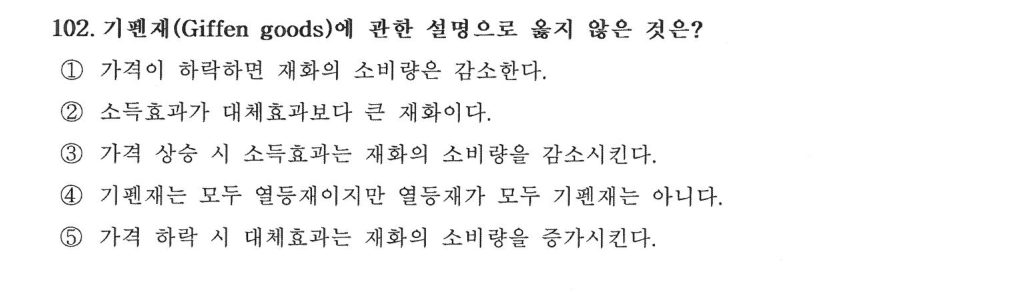 102. 기펜재(Giffen goods)에 관한 설명으로 옳지 않은 것은?
① 가격이 하락하면 재화의 소비량은 감소한다.
② 소득효과가 대체효과보다 큰 재화이다.
③ 가격 상승 시 소득효과는 재화의 소비량을 감소시킨다.
④ 기펜재는 모두 열등재이지만 열등재가 모두 기펜재는 아니다.
⑤ 가격 하락 시 대체효과는 재화의 소비량을 증가시킨다.